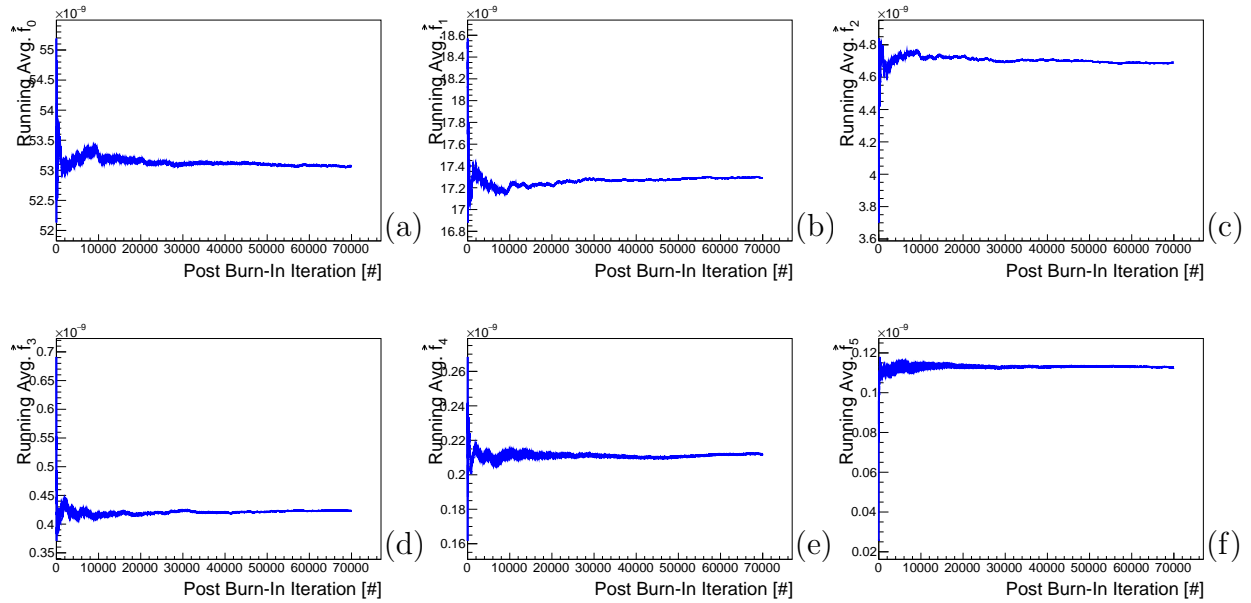 ×10⁻⁹
Running Avg. f̂₀
55
54.5
54
53.5
53
52.5
52
0 10000 20000 30000 40000 50000 60000 70000
Post Burn-In Iteration [#]
(a)
×10⁻⁹
Running Avg. f̂₁
18.6
18.4
18.2
18
17.8
17.6
17.4
17.2
17
16.8
0 10000 20000 30000 40000 50000 60000 70000
Post Burn-In Iteration [#]
(b)
×10⁻⁹
Running Avg. f̂₂
4.8
4.6
4.4
4.2
4
3.8
3.6
0 10000 20000 30000 40000 50000 60000 70000
Post Burn-In Iteration [#]
(c)
×10⁻⁹
Running Avg. f̂₃
0.7
0.65
0.6
0.55
0.5
0.45
0.4
0.35
0 10000 20000 30000 40000 50000 60000 70000
Post Burn-In Iteration [#]
(d)
×10⁻⁹
Running Avg. f̂₄
0.26
0.24
0.22
0.2
0.18
0.16
0 10000 20000 30000 40000 50000 60000 70000
Post Burn-In Iteration [#]
(e)
×10⁻⁹
Running Avg. f̂₅
0.12
0.1
0.08
0.06
0.04
0.02
0 10000 20000 30000 40000 50000 60000 70000
Post Burn-In Iteration [#]
(f)